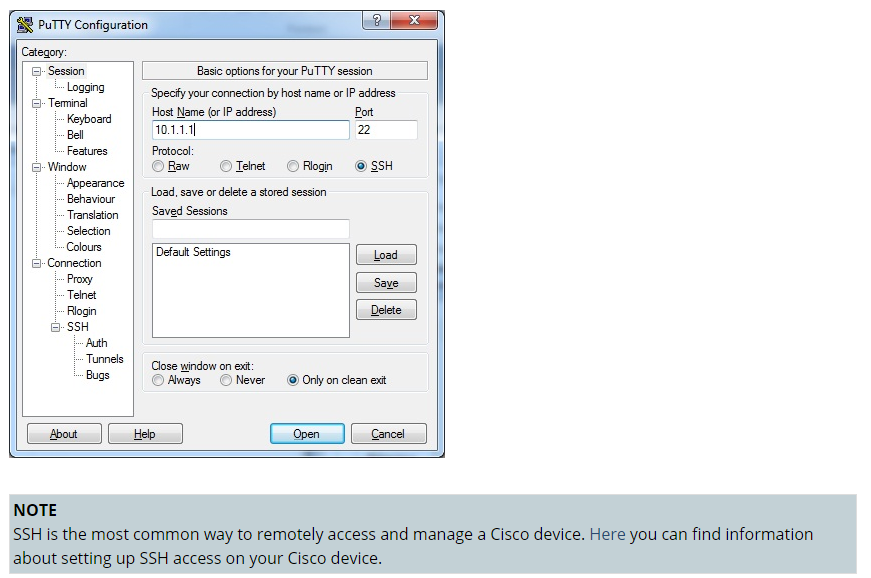 PuTTY Configuration
?
Category:
Session
Logging
Terminal
Keyboard
Bell
Features
Window
Appearance
Behaviour
Translation
Selection
Colours
Connection
Proxy
Telnet
Rlogin
SSH
Auth
Tunnels
Bugs
Basic options for your PuTTY session
Specify your connection by host name or IP address
Host Name (or IP address) Port
10.1.1.1 22
Protocol:
Raw Telnet Rlogin SSH
Load, save or delete a stored session
Saved Sessions
Default Settings
Load
Save
Delete
Close window on exit:
Always Never Only on clean exit
About Help Open Cancel
NOTE
SSH is the most common way to remotely access and manage a Cisco device. Here you can find information
about setting up SSH access on your Cisco device.